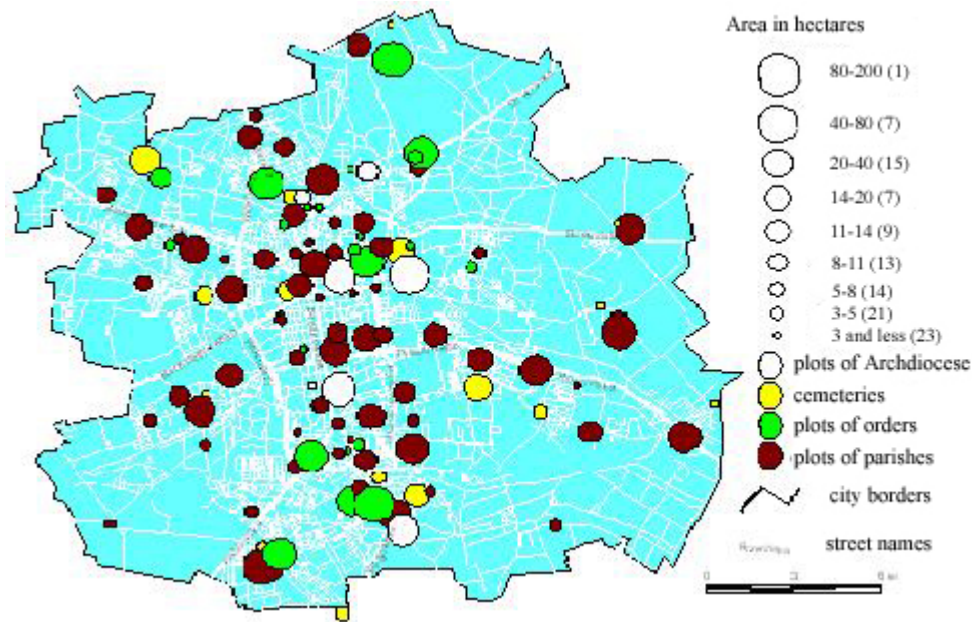 Area in hectares
80-200 (1)
40-80 (7)
20-40 (15)
14-20 (7)
11-14 (9)
8-11 (13)
5-8 (14)
3-5 (21)
3 and less (23)
plots of Archdiocese
cemeteries
plots of orders
plots of parishes
city borders
street names
0
3
6